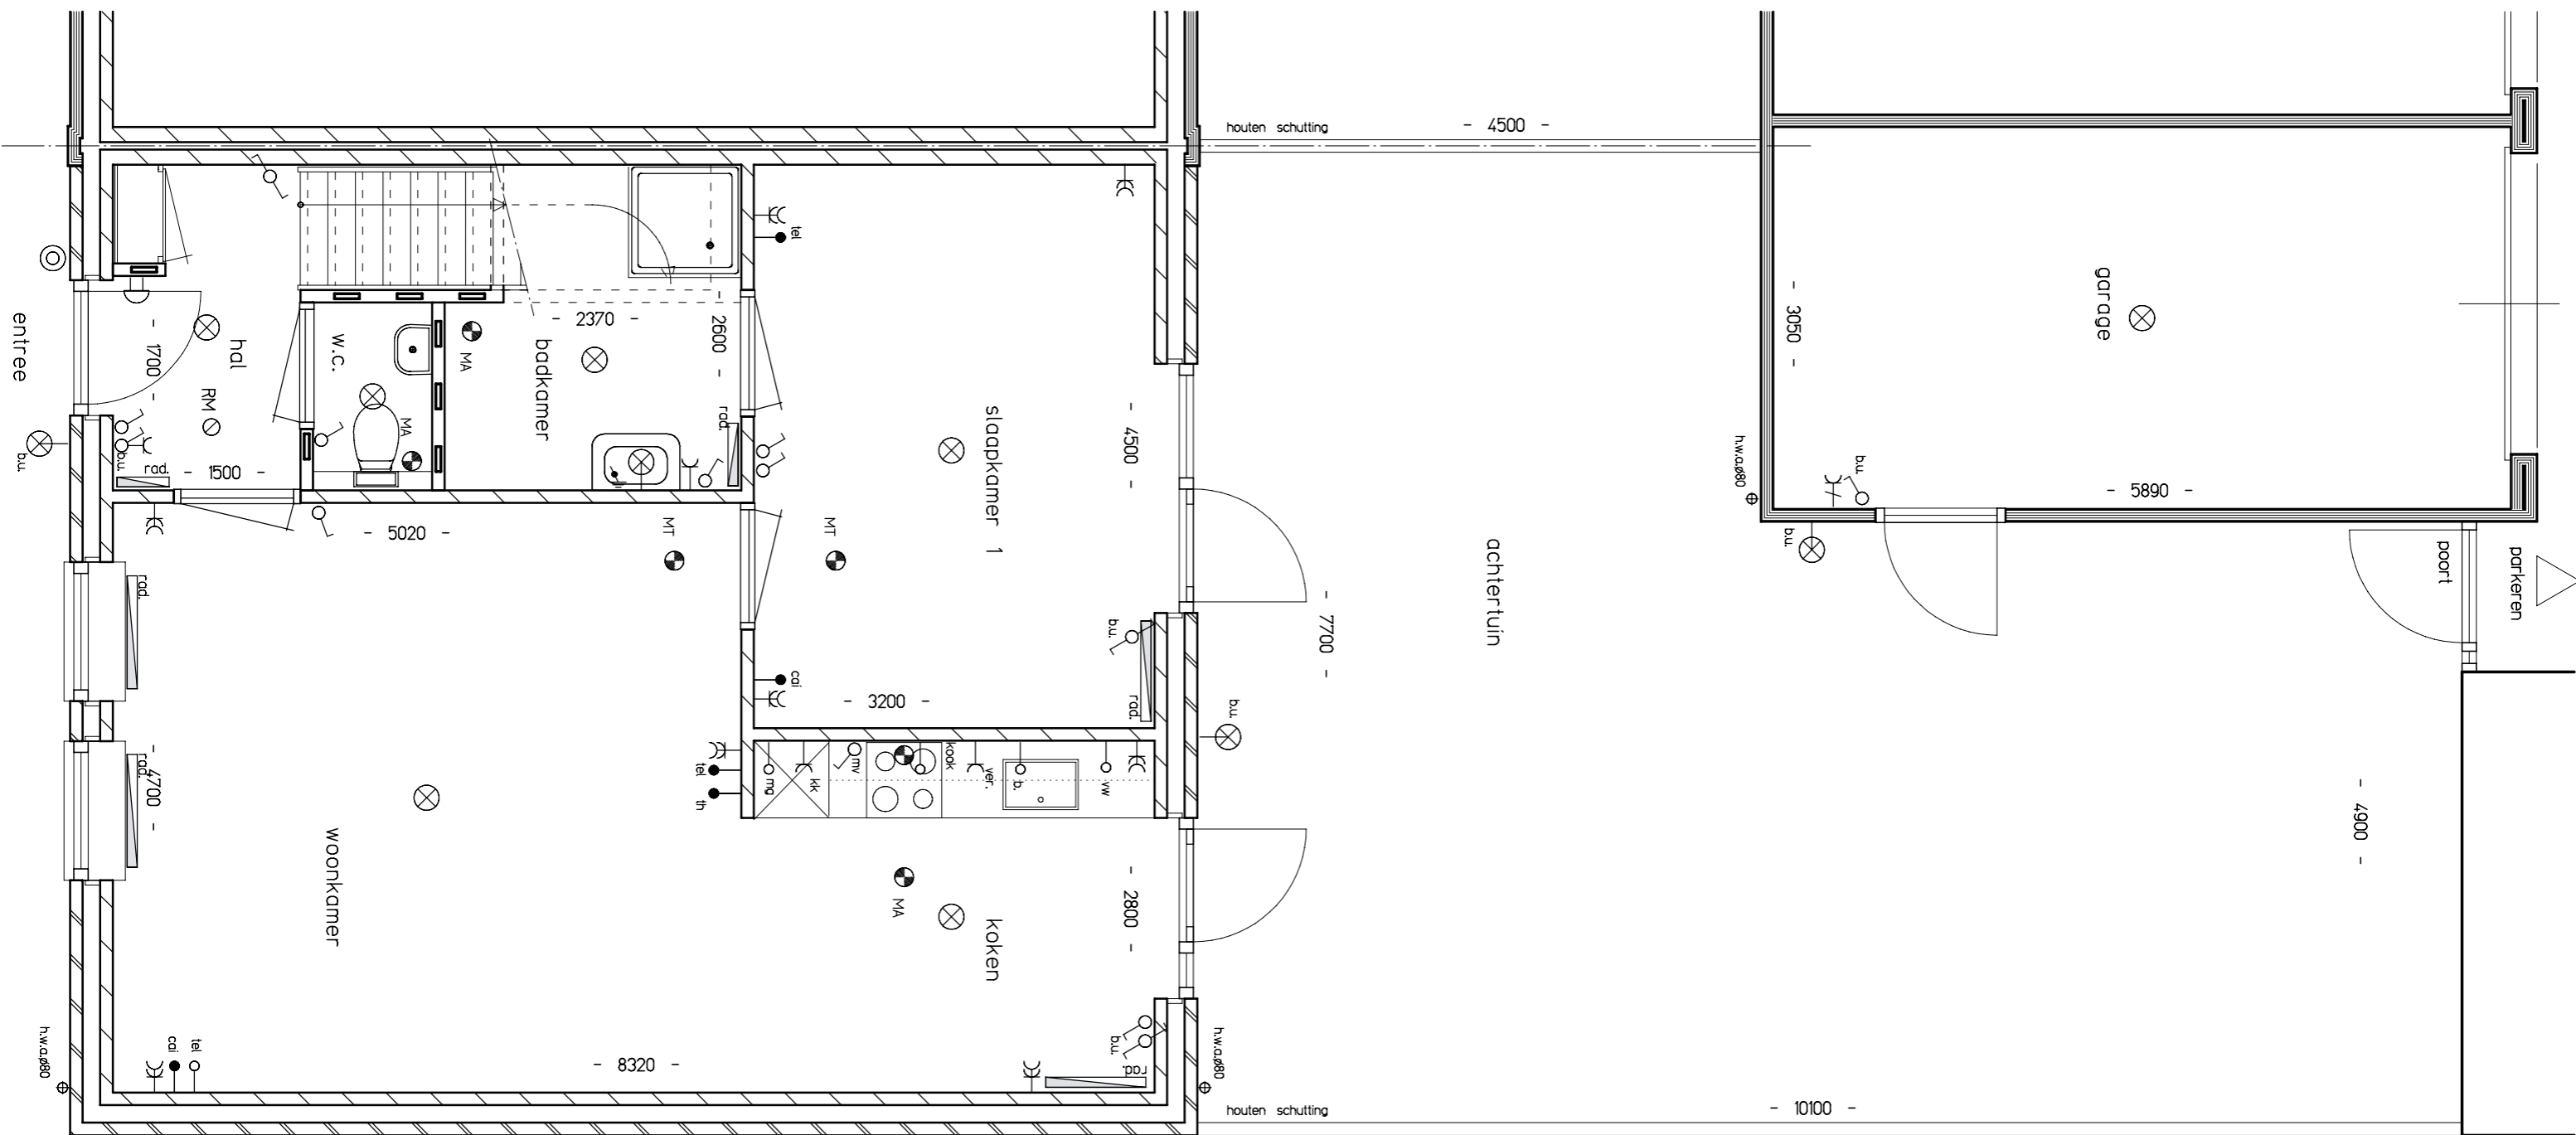 houten schutting
- 4500 -
garage
- 3050 -
- 5890 -
b.u.
b.u.
h.w.a.ø80
poort
parkeren
achtertuin
- 7700 -
- 4900 -
- 10100 -
houten schutting
h.w.a.ø80
b.u.
entree
b.u.
hal
- 1700 -
RM
b.u.
rad.
- 1500 -
w.c.
MA
MA
badkamer
- 2370 -
- 2600 -
rad.
tel
slaapkamer 1
- 4500 -
MT
- 3200 -
cai
b.u.
rad.
- 5020 -
MT
rad.
rad.
- 4700 -
woonkamer
tel
th
mg
kk
mv
kook
ver.
b.
vw
MA
koken
- 2800 -
b.u.
rad.
- 8320 -
cai
tel
h.w.a.ø80